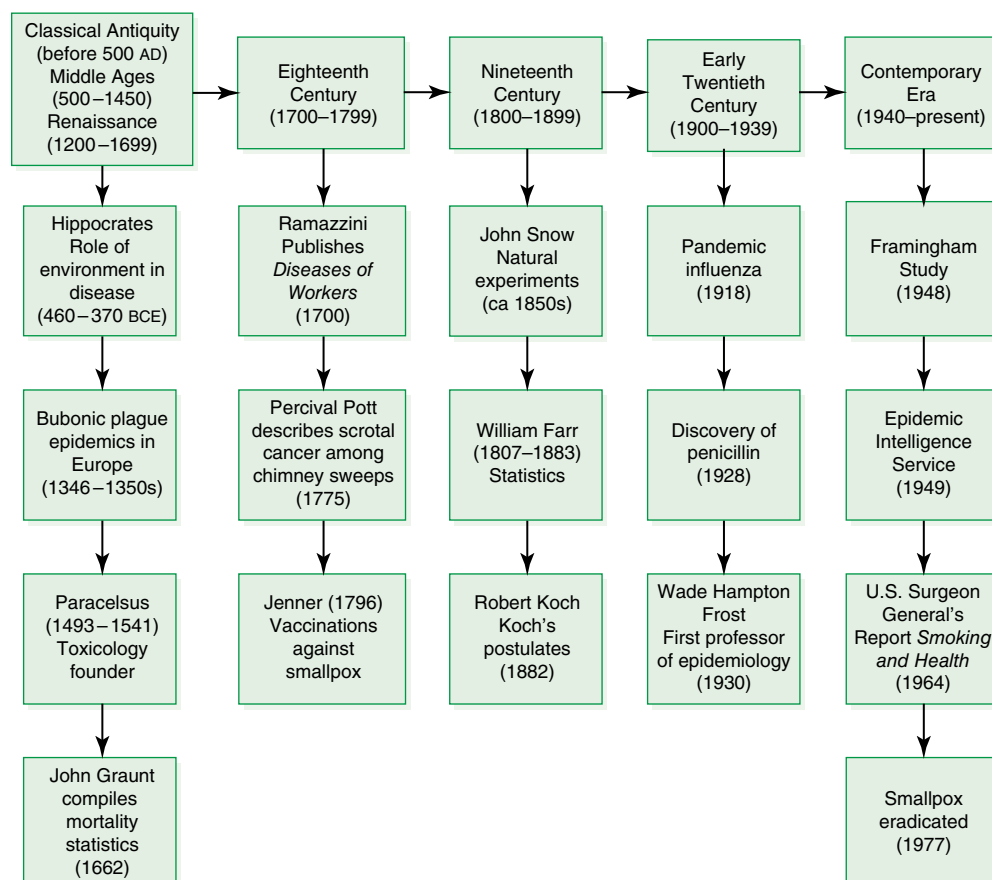 Classical Antiquity
(before 500 AD)
Middle Ages
(500–1450)
Renaissance
(1200–1699)
Eighteenth
Century
(1700–1799)
Nineteenth
Century
(1800–1899)
Early
Twentieth
Century
(1900–1939)
Contemporary
Era
(1940–present)
Hippocrates
Role of
environment in
disease
(460–370 BCE)
Ramazzini
Publishes
Diseases of
Workers
(1700)
John Snow
Natural
experiments
(ca 1850s)
Pandemic
influenza
(1918)
Framingham
Study
(1948)
Bubonic plague
epidemics in
Europe
(1346–1350s)
Percival Pott
describes scrotal
cancer among
chimney sweeps
(1775)
William Farr
(1807–1883)
Statistics
Discovery of
penicillin
(1928)
Epidemic
Intelligence
Service
(1949)
Paracelsus
(1493–1541)
Toxicology
founder
Jenner (1796)
Vaccinations
against
smallpox
Robert Koch
Koch's
postulates
(1882)
Wade Hampton
Frost
First professor
of epidemiology
(1930)
U.S. Surgeon
General's
Report Smoking
and Health
(1964)
John Graunt
compiles
mortality
statistics
(1662)
Smallpox
eradicated
(1977)